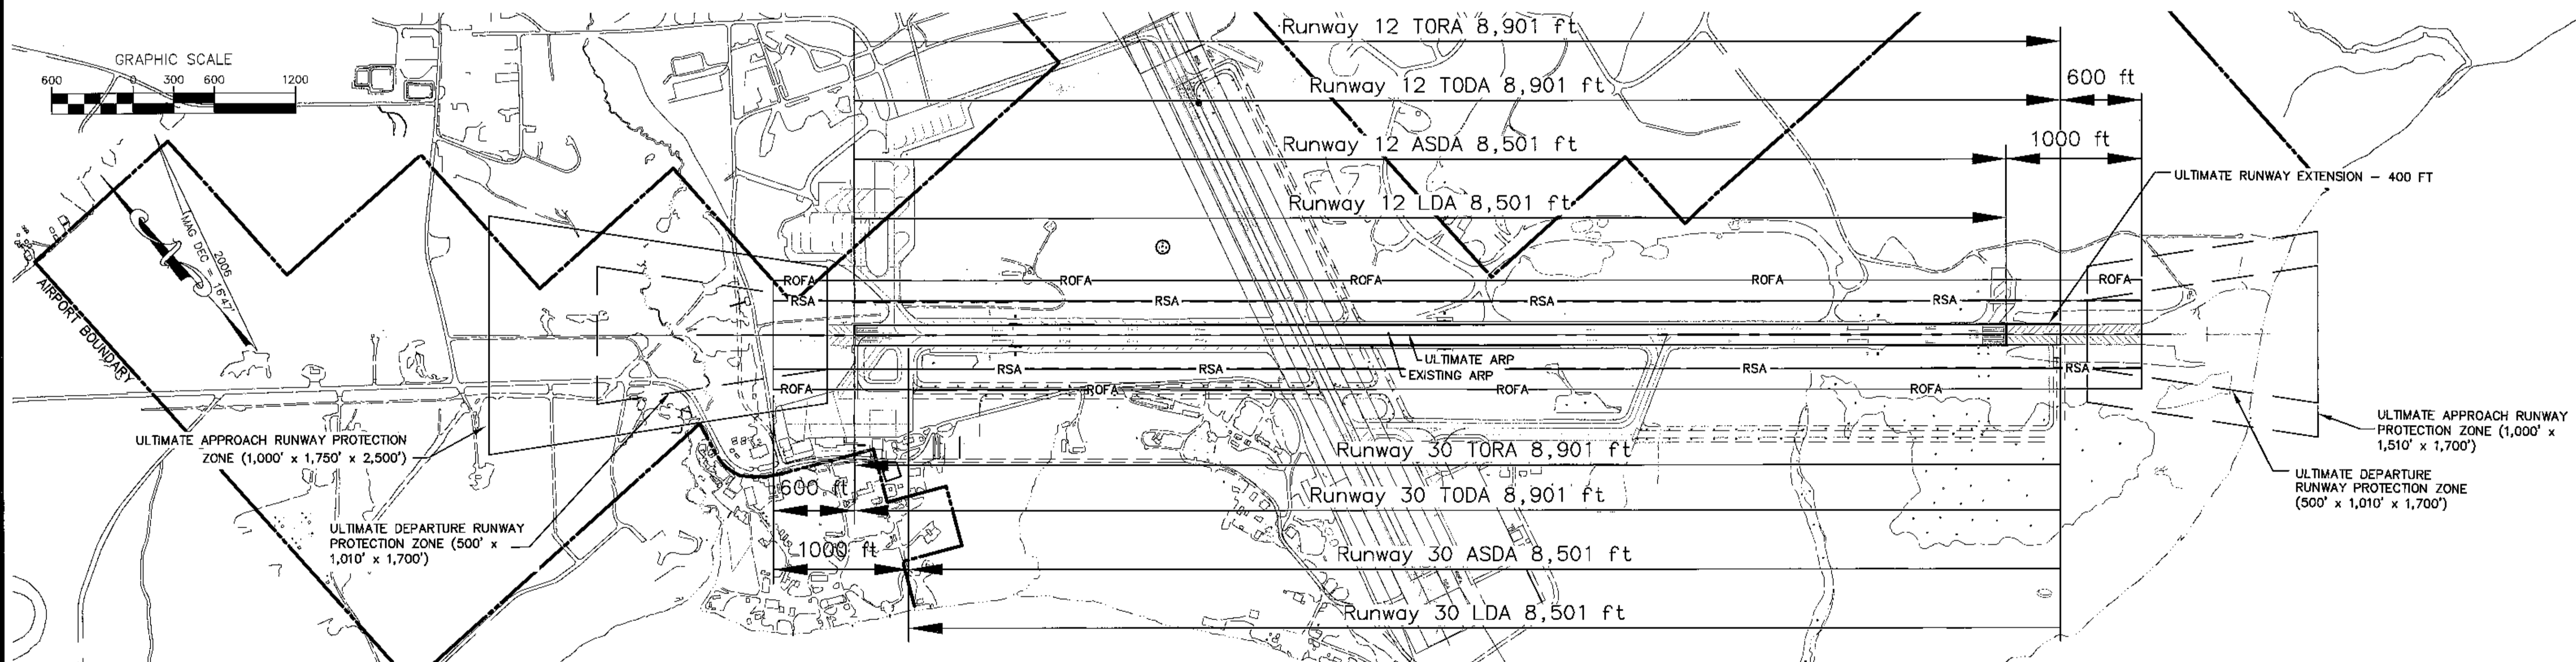 Runway 12 TORA 8,901 ft
GRAPHIC SCALE
600 0 300 600 1200
Runway 12 TODA 8,901 ft
600 ft
Runway 12 ASDA 8,501 ft
1000 ft
ULTIMATE RUNWAY EXTENSION - 400 FT
Runway 12 LDA 8,501 ft
2006
MAG DEC = 16°47'
AIRPORT BOUNDARY
ROFA ROFA ROFA ROFA ROFA
RSA RSA RSA RSA
ULTIMATE ARP
EXISTING ARP
RSA RSA RSA RSA RSA
ROFA ROFA ROFA ROFA
ULTIMATE APPROACH RUNWAY PROTECTION
ZONE (1,000' x 1,750' x 2,500')
ULTIMATE APPROACH RUNWAY
PROTECTION ZONE (1,000' x
1,510' x 1,700')
Runway 30 TORA 8,901 ft
600 ft
Runway 30 TODA 8,901 ft
ULTIMATE DEPARTURE
RUNWAY PROTECTION ZONE
(500' x 1,010' x 1,700')
ULTIMATE DEPARTURE RUNWAY
PROTECTION ZONE (500' x
1,010' x 1,700')
1000 ft
Runway 30 ASDA 8,501 ft
Runway 30 LDA 8,501 ft